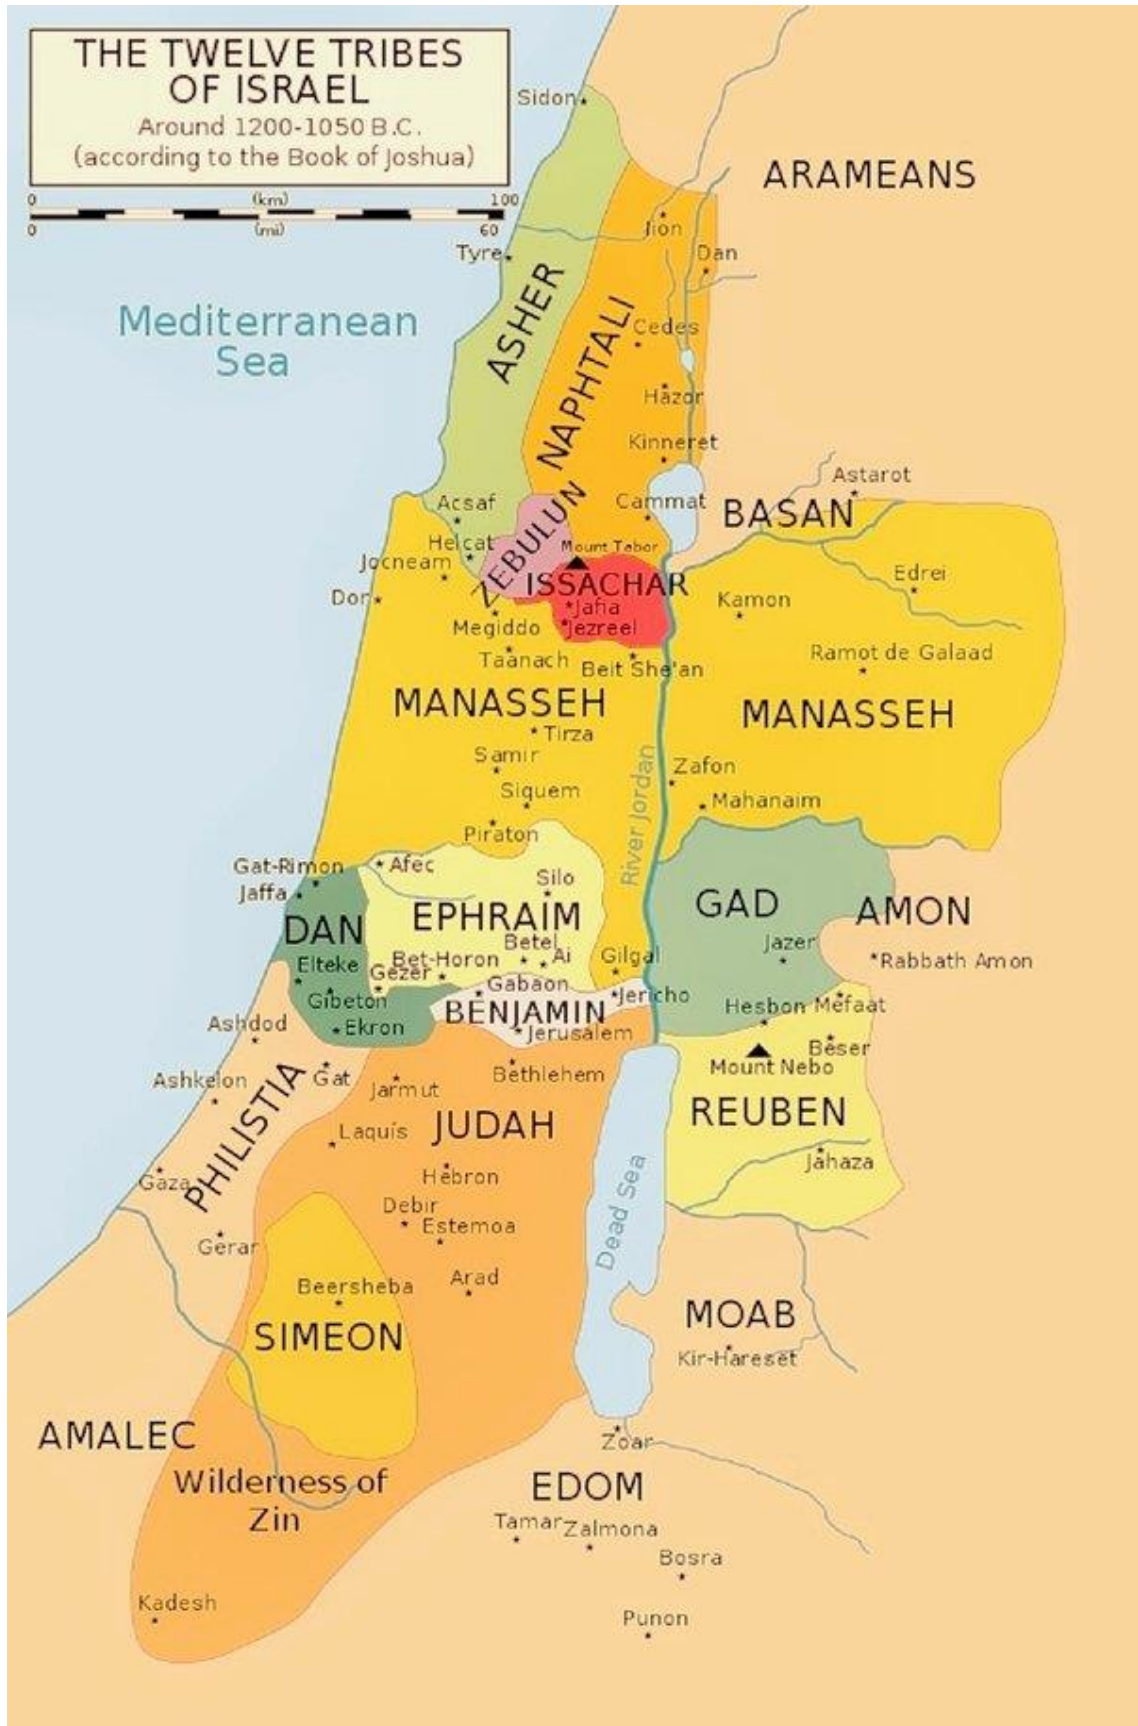 THE TWELVE TRIBES
OF ISRAEL
Around 1200-1050 B.C.
(according to the Book of Joshua)
0 (km) 100
0 (mi) 60
Sidon
ARAMEANS
Jion
Tyre
Dan
ASHER
Mediterranean
Sea
NAPHTALI
Cedes
Hazor
Kinneret
Astarot
Acsaf
Cammat
BASAN
ZEBULUN
Helcat
Mount Tabor
Jocneam
ISSACHAR
Edrei
Dor
Jafia
Kamon
Megiddo
Jezreel
Taanach
Beit She'an
Ramot de Galaad
MANASSEH
MANASSEH
Tirza
Samir
Zafon
Siquem
Mahanaim
River Jordan
Piraton
Gat-Rimon
Afec
Jaffa
Silo
GAD
AMON
DAN
EPHRAIM
Betel
Jazer
Elteke
Bet-Horon
Ai
Gilgal
Rabbath Amon
Gezer
Gabaon
Gibeton
BENJAMIN
Jericho
Hesbon
Mefaat
Ashdod
Ekron
Jerusalem
Beser
Ashkelon
Gat
Jarmut
Bethlehem
Mount Nebo
PHILISTIA
Laquis
JUDAH
REUBEN
Gaza
Hebron
Jahaza
Dead Sea
Debir
Estemoa
Gerar
Beersheba
Arad
SIMEON
MOAB
Kir-Hareset
AMALEC
Zoar
Wilderness of
Zin
EDOM
Tamar
Zalmona
Bosra
Kadesh
Punon